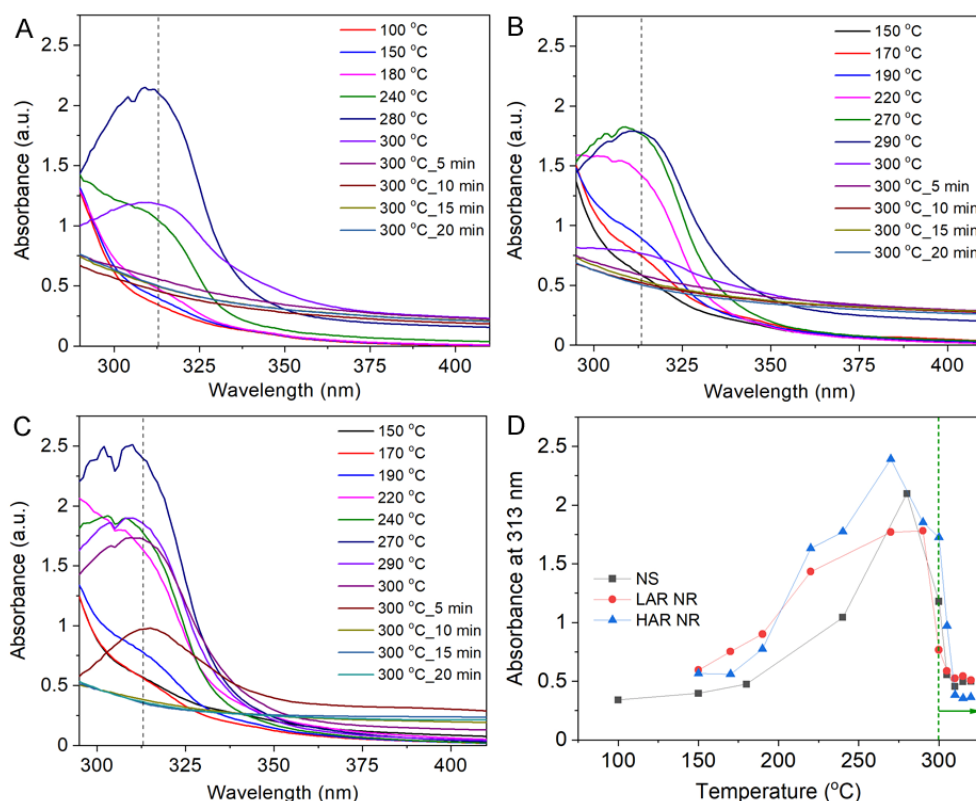 A
Absorbance (a.u.)
2.5
2
1.5
1
0.5
0
300
325
350
375
400
Wavelength (nm)
100 °C
150 °C
180 °C
240 °C
280 °C
300 °C
300 °C_5 min
300 °C_10 min
300 °C_15 min
300 °C_20 min
B
Absorbance (a.u.)
2.5
2
1.5
1
0.5
0
300
325
350
375
400
Wavelength (nm)
150 °C
170 °C
190 °C
220 °C
270 °C
290 °C
300 °C
300 °C_5 min
300 °C_10 min
300 °C_15 min
300 °C_20 min
C
Absorbance (a.u.)
2.5
2
1.5
1
0.5
0
300
325
350
375
400
Wavelength (nm)
150 °C
170 °C
190 °C
220 °C
240 °C
270 °C
290 °C
300 °C
300 °C_5 min
300 °C_10 min
300 °C_15 min
300 °C_20 min
D
Absorbance at 313 nm
2.5
2
1.5
1
0.5
0
100
150
200
250
300
Temperature (°C)
NS
LAR NR
HAR NR